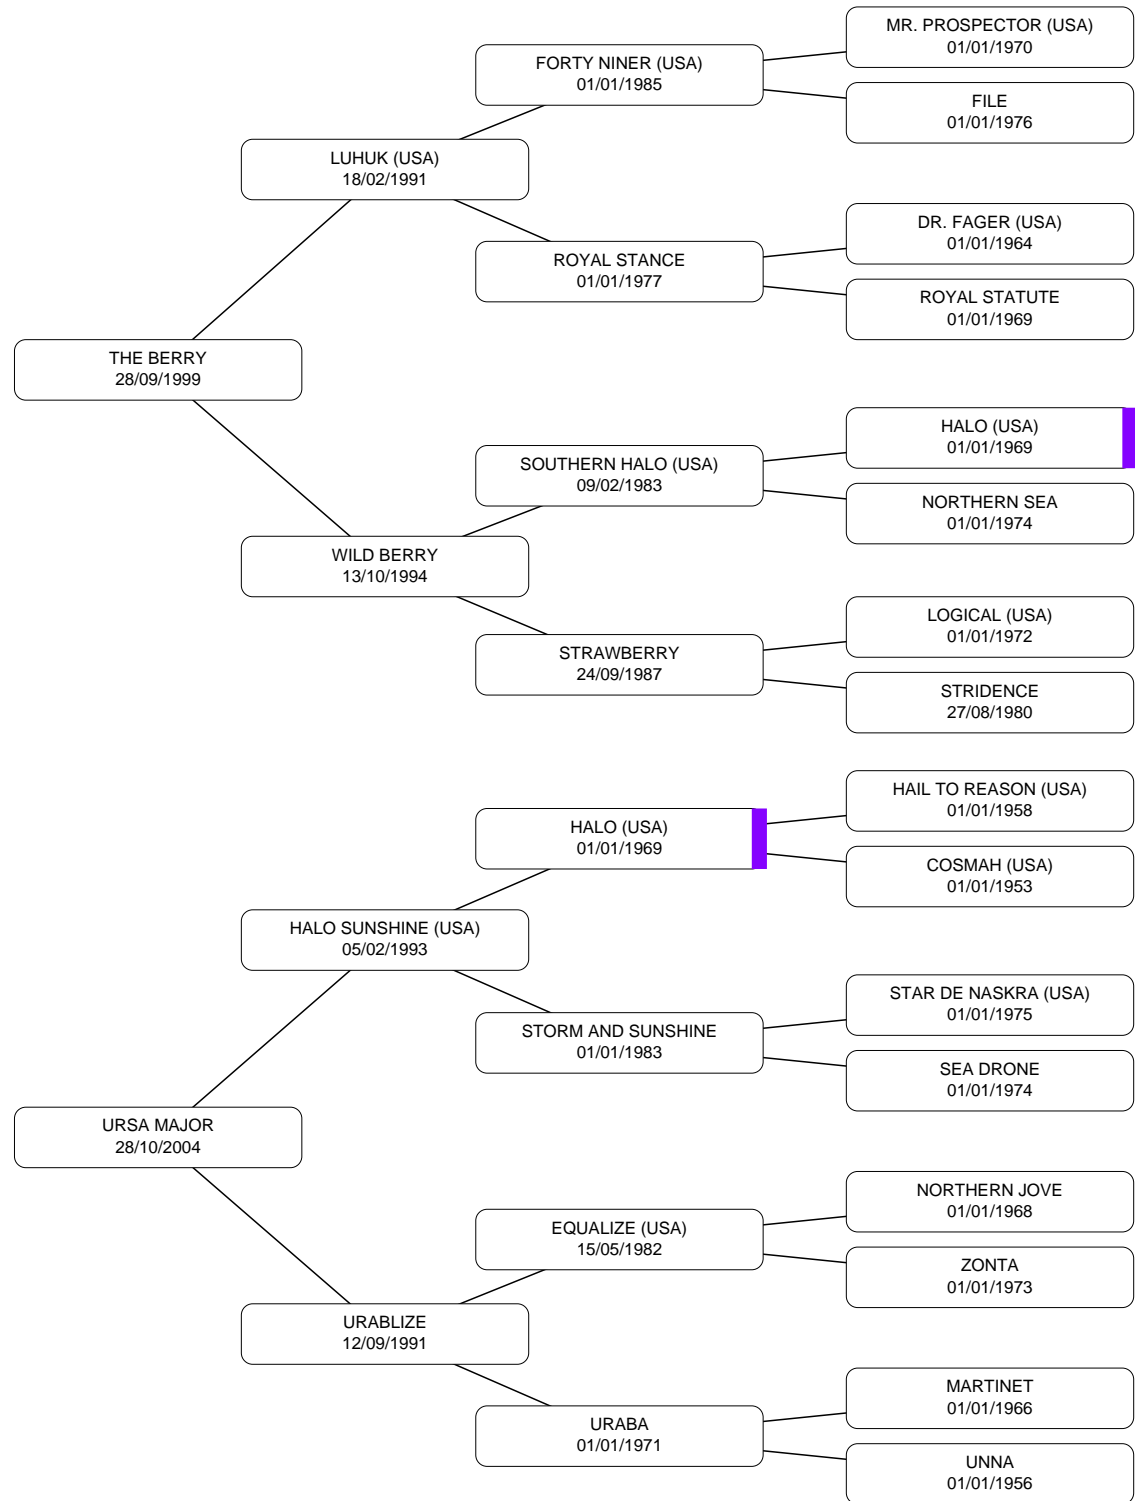 MR. PROSPECTOR (USA)
01/01/1970
FORTY NINER (USA)
01/01/1985
FILE
01/01/1976
LUHUK (USA)
18/02/1991
DR. FAGER (USA)
01/01/1964
ROYAL STANCE
01/01/1977
ROYAL STATUTE
01/01/1969
THE BERRY
28/09/1999
HALO (USA)
01/01/1969
SOUTHERN HALO (USA)
09/02/1983
NORTHERN SEA
01/01/1974
WILD BERRY
13/10/1994
LOGICAL (USA)
01/01/1972
STRAWBERRY
24/09/1987
STRIDENCE
27/08/1980
HAIL TO REASON (USA)
01/01/1958
HALO (USA)
01/01/1969
COSMAH (USA)
01/01/1953
HALO SUNSHINE (USA)
05/02/1993
STAR DE NASKRA (USA)
01/01/1975
STORM AND SUNSHINE
01/01/1983
SEA DRONE
01/01/1974
URSA MAJOR
28/10/2004
NORTHERN JOVE
01/01/1968
EQUALIZE (USA)
15/05/1982
ZONTA
01/01/1973
URABLIZE
12/09/1991
MARTINET
01/01/1966
URABA
01/01/1971
UNNA
01/01/1956